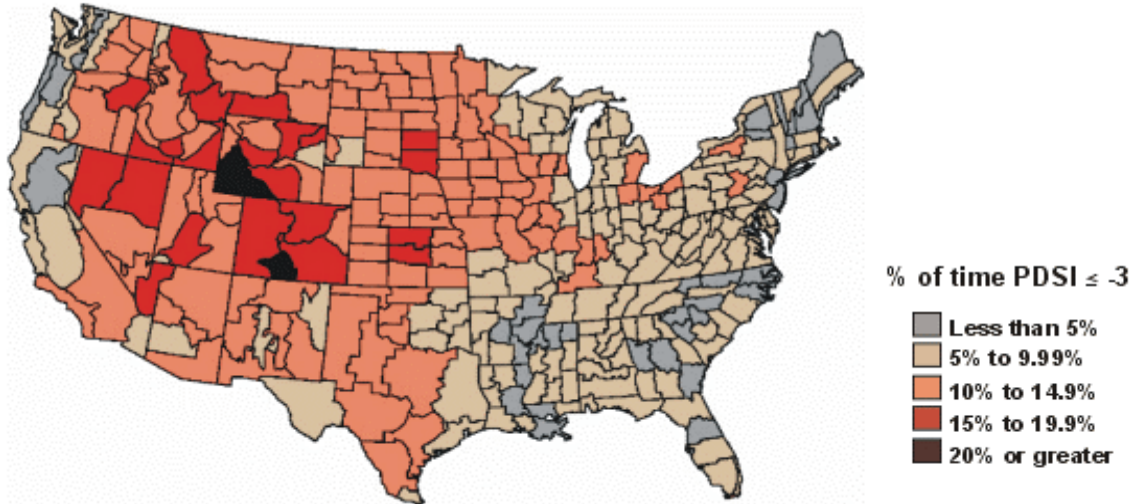 % of time PDSI ≤ -3
Less than 5%
5% to 9.99%
10% to 14.9%
15% to 19.9%
20% or greater